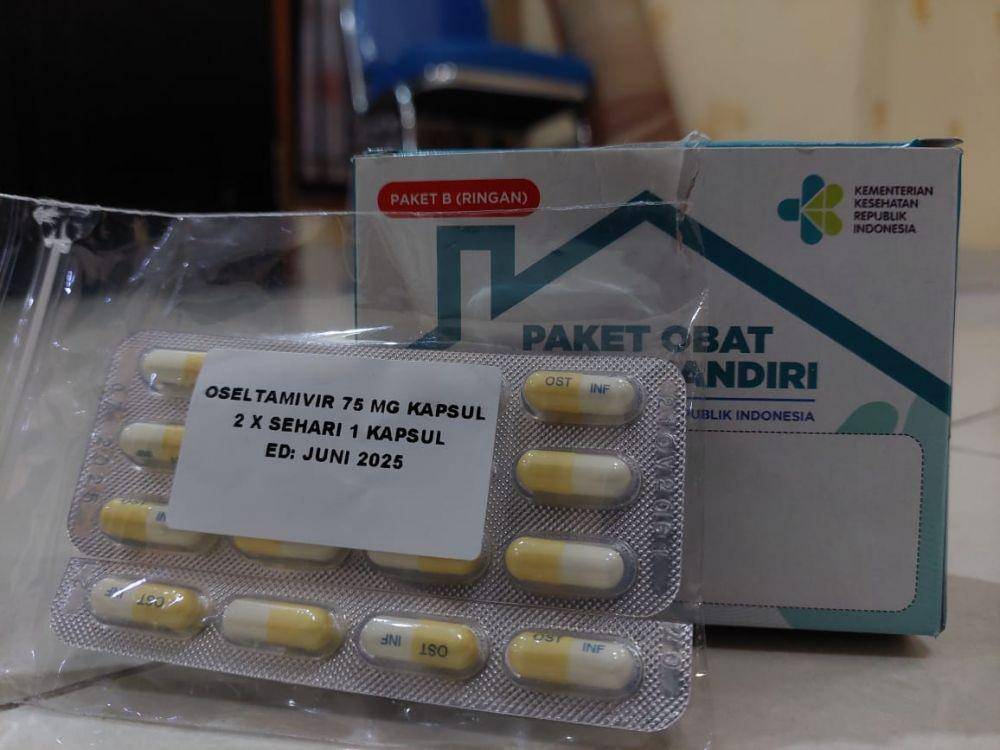 PAKET B (RINGAN)
KEMENTERIAN
KESEHATAN
REPUBLIK
INDONESIA
PAKET OBAT
ANDIRI
PUBLIK INDONESIA
OSELTAMIVIR 75 MG KAPSUL
2 X SEHARI 1 KAPSUL
ED: JUNI 2025
OST INF
OST
INF OST
OST INF